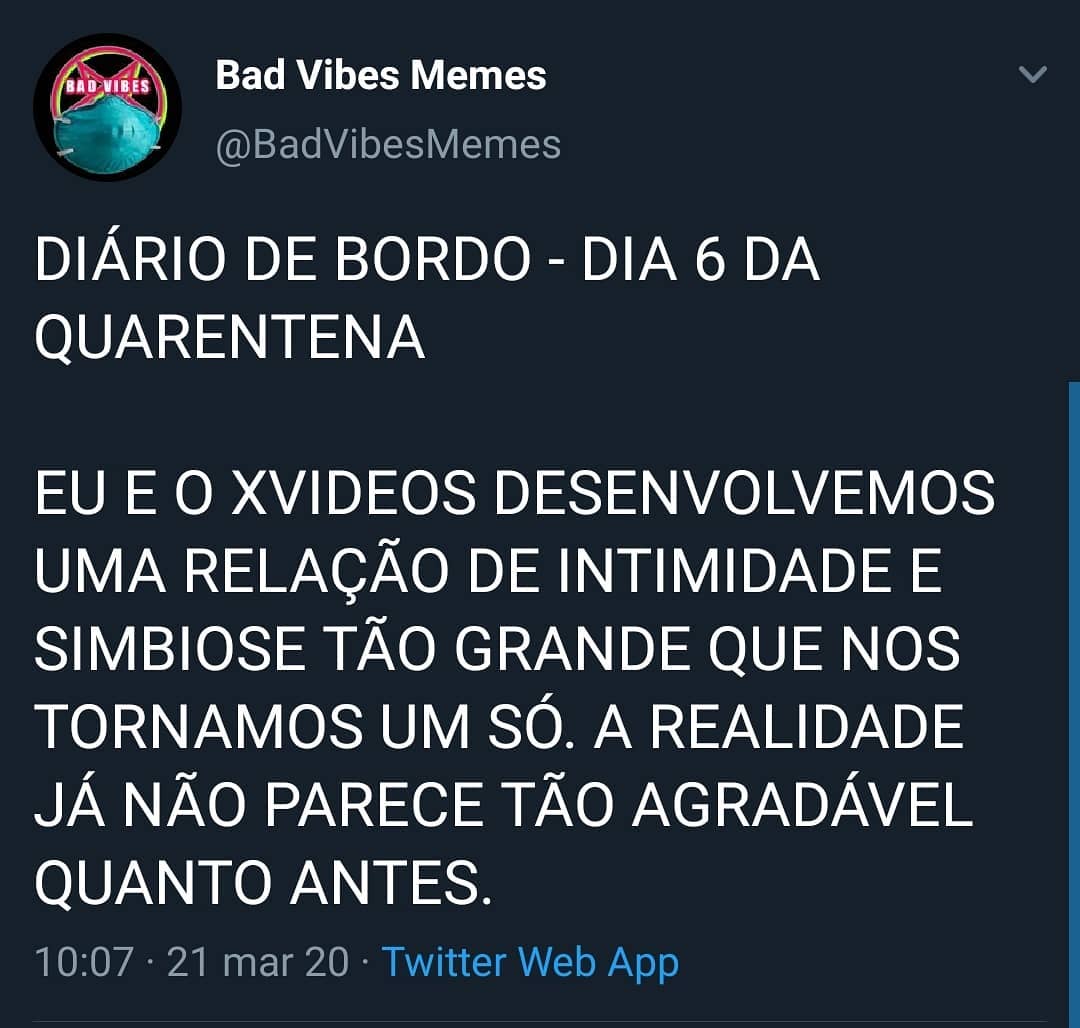 BAD VIBES
Bad Vibes Memes
@BadVibesMemes
DIÁRIO DE BORDO - DIA 6 DA
QUARENTENA
EU E O XVIDEOS DESENVOLVEMOS
UMA RELAÇÃO DE INTIMIDADE E
SIMBIOSE TÃO GRANDE QUE NOS
TORNAMOS UM SÓ. A REALIDADE
JÁ NÃO PARECE TÃO AGRADÁVEL
QUANTO ANTES.
10:07 · 21 mar 20 · Twitter Web App